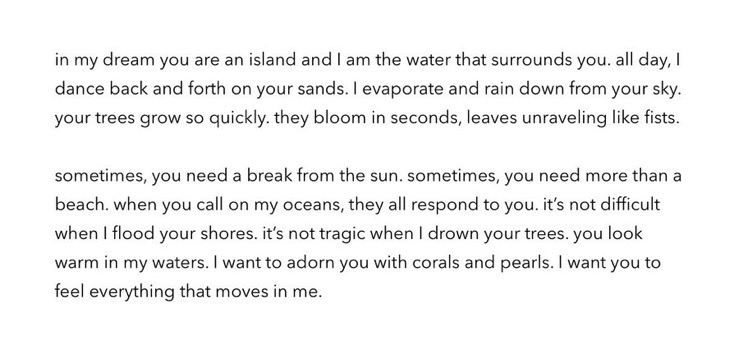 in my dream you are an island and I am the water that surrounds you. all day, I
dance back and forth on your sands. I evaporate and rain down from your sky.
your trees grow so quickly. they bloom in seconds, leaves unraveling like fists.
sometimes, you need a break from the sun. sometimes, you need more than a
beach. when you call on my oceans, they all respond to you. it’s not difficult
when I flood your shores. it’s not tragic when I drown your trees. you look
warm in my waters. I want to adorn you with corals and pearls. I want you to
feel everything that moves in me.